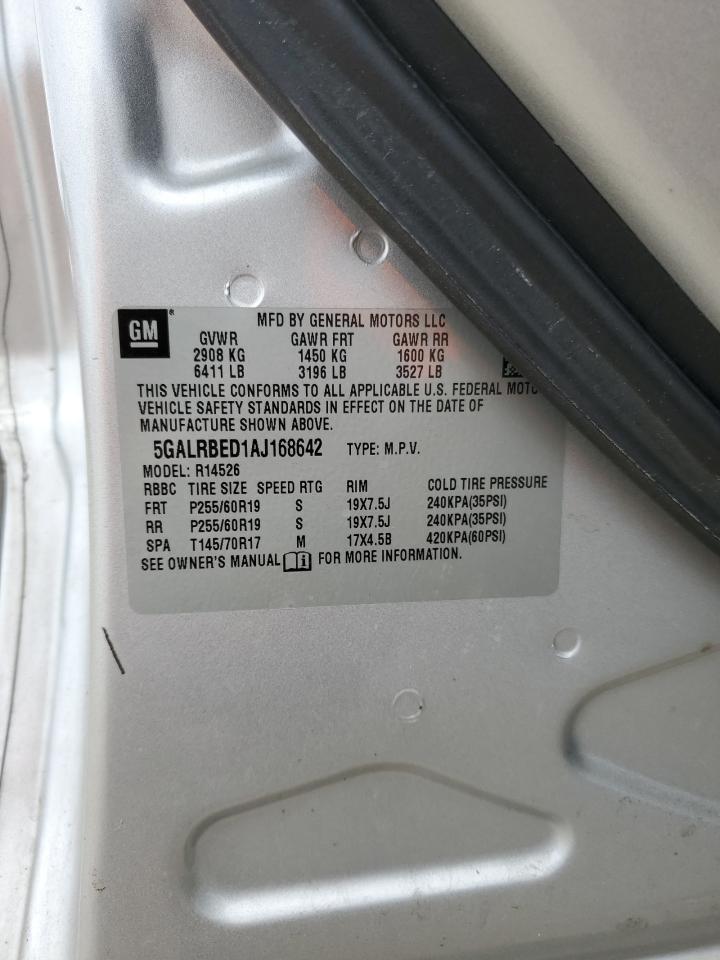 GM®
MFD BY GENERAL MOTORS LLC
GVWR GAWR FRT GAWR RR
2908 KG 1450 KG 1600 KG
6411 LB 3196 LB 3527 LB
THIS VEHICLE CONFORMS TO ALL APPLICABLE U.S. FEDERAL
VEHICLE SAFETY STANDARDS IN EFFECT ON THE DATE OF
MANUFACTURE SHOWN ABOVE.
5GALRBED1AJ168642 TYPE: M.P.V.
MODEL: R14526
RBBC TIRE SIZE SPEED RTG RIM COLD TIRE PRESSURE
FRT P255/60R19 S 19X7.5J 240KPA(35PSI)
RR P255/60R19 S 19X7.5J 240KPA(35PSI)
SPA T145/70R17 M 17X4.5B 420KPA(60PSI)
SEE OWNER'S MANUAL i FOR MORE INFORMATION.